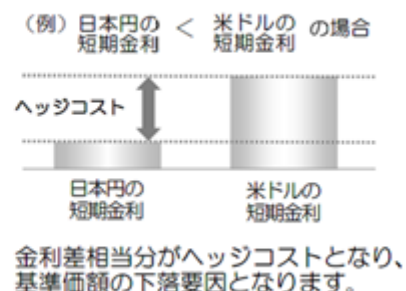 （例）日本円の ＜ 米ドルの の場合
短期金利 短期金利
ヘッジコスト
日本円の 米ドルの
短期金利 短期金利
金利差相当分がヘッジコストとなり、
基準価額の下落要因となります。